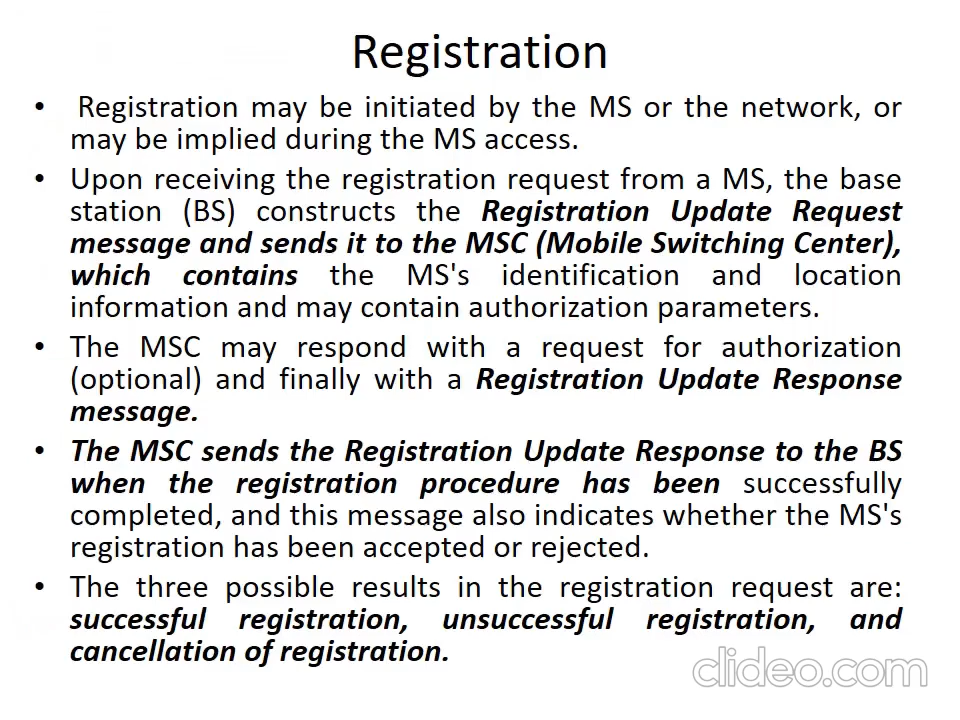 Registration
• Registration may be initiated by the MS or the network, or
may be implied during the MS access.
• Upon receiving the registration request from a MS, the base
station (BS) constructs the Registration Update Request
message and sends it to the MSC (Mobile Switching Center),
which contains the MS's identification and location
information and may contain authorization parameters.
• The MSC may respond with a request for authorization
(optional) and finally with a Registration Update Response
message.
• The MSC sends the Registration Update Response to the BS
when the registration procedure has been successfully
completed, and this message also indicates whether the MS's
registration has been accepted or rejected.
• The three possible results in the registration request are:
successful registration, unsuccessful registration, and
cancellation of registration.
clideo.com